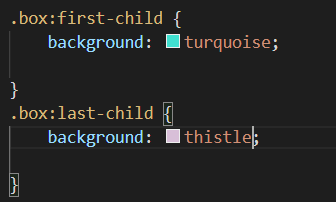 .box:first-child {
background: turquoise;
}
.box:last-child {
background: thistle;
}